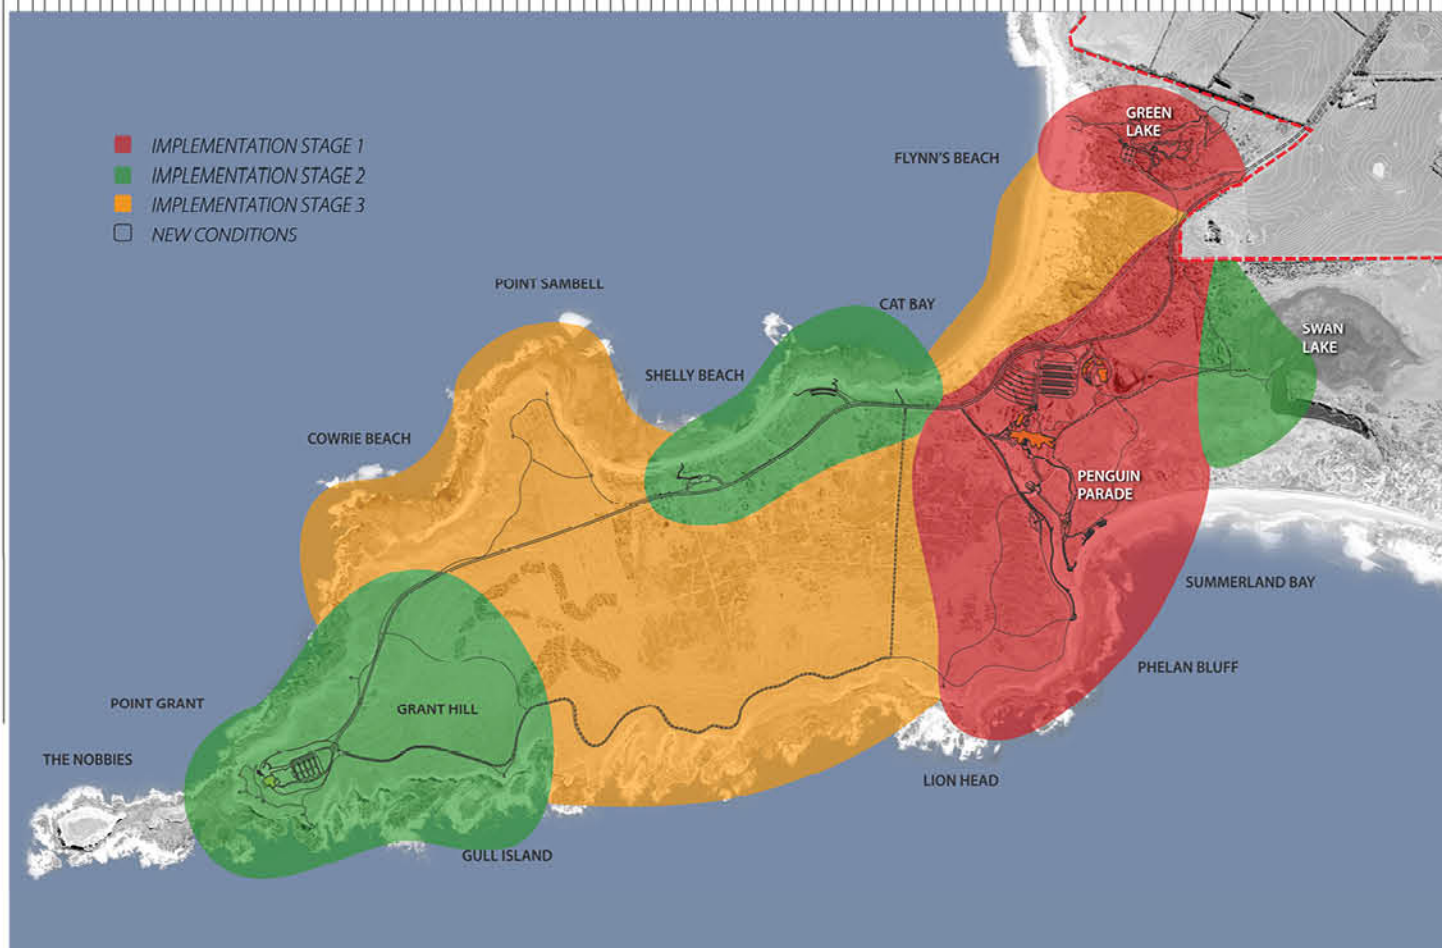 GREEN
LAKE
FLYNN'S BEACH
IMPLEMENTATION STAGE 1
IMPLEMENTATION STAGE 2
IMPLEMENTATION STAGE 3
NEW CONDITIONS
POINT SAMBELL
CAT BAY
SWAN
LAKE
SHELLY BEACH
COWRIE BEACH
PENGUIN
PARADE
SUMMERLAND BAY
PHELAN BLUFF
POINT GRANT
GRANT HILL
THE NOBBIES
LION HEAD
GULL ISLAND